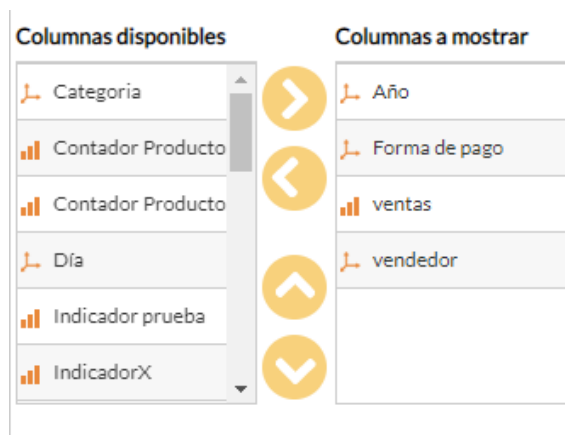 Columnas disponibles
Categoria
Contador Producto
Contador Producto
Día
Indicador prueba
IndicadorX
Columnas a mostrar
Año
Forma de pago
ventas
vendedor